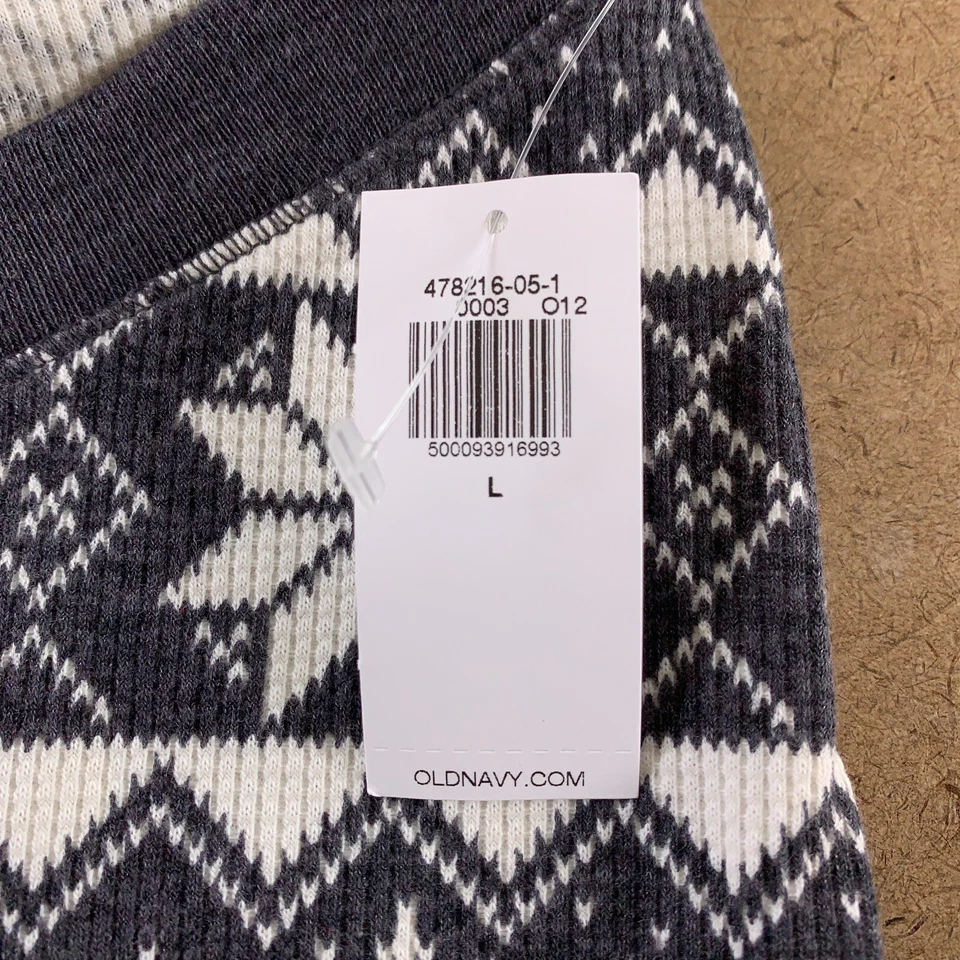 478216-05-1
0003 O12
500093916993
L
OLDNAVY.COM